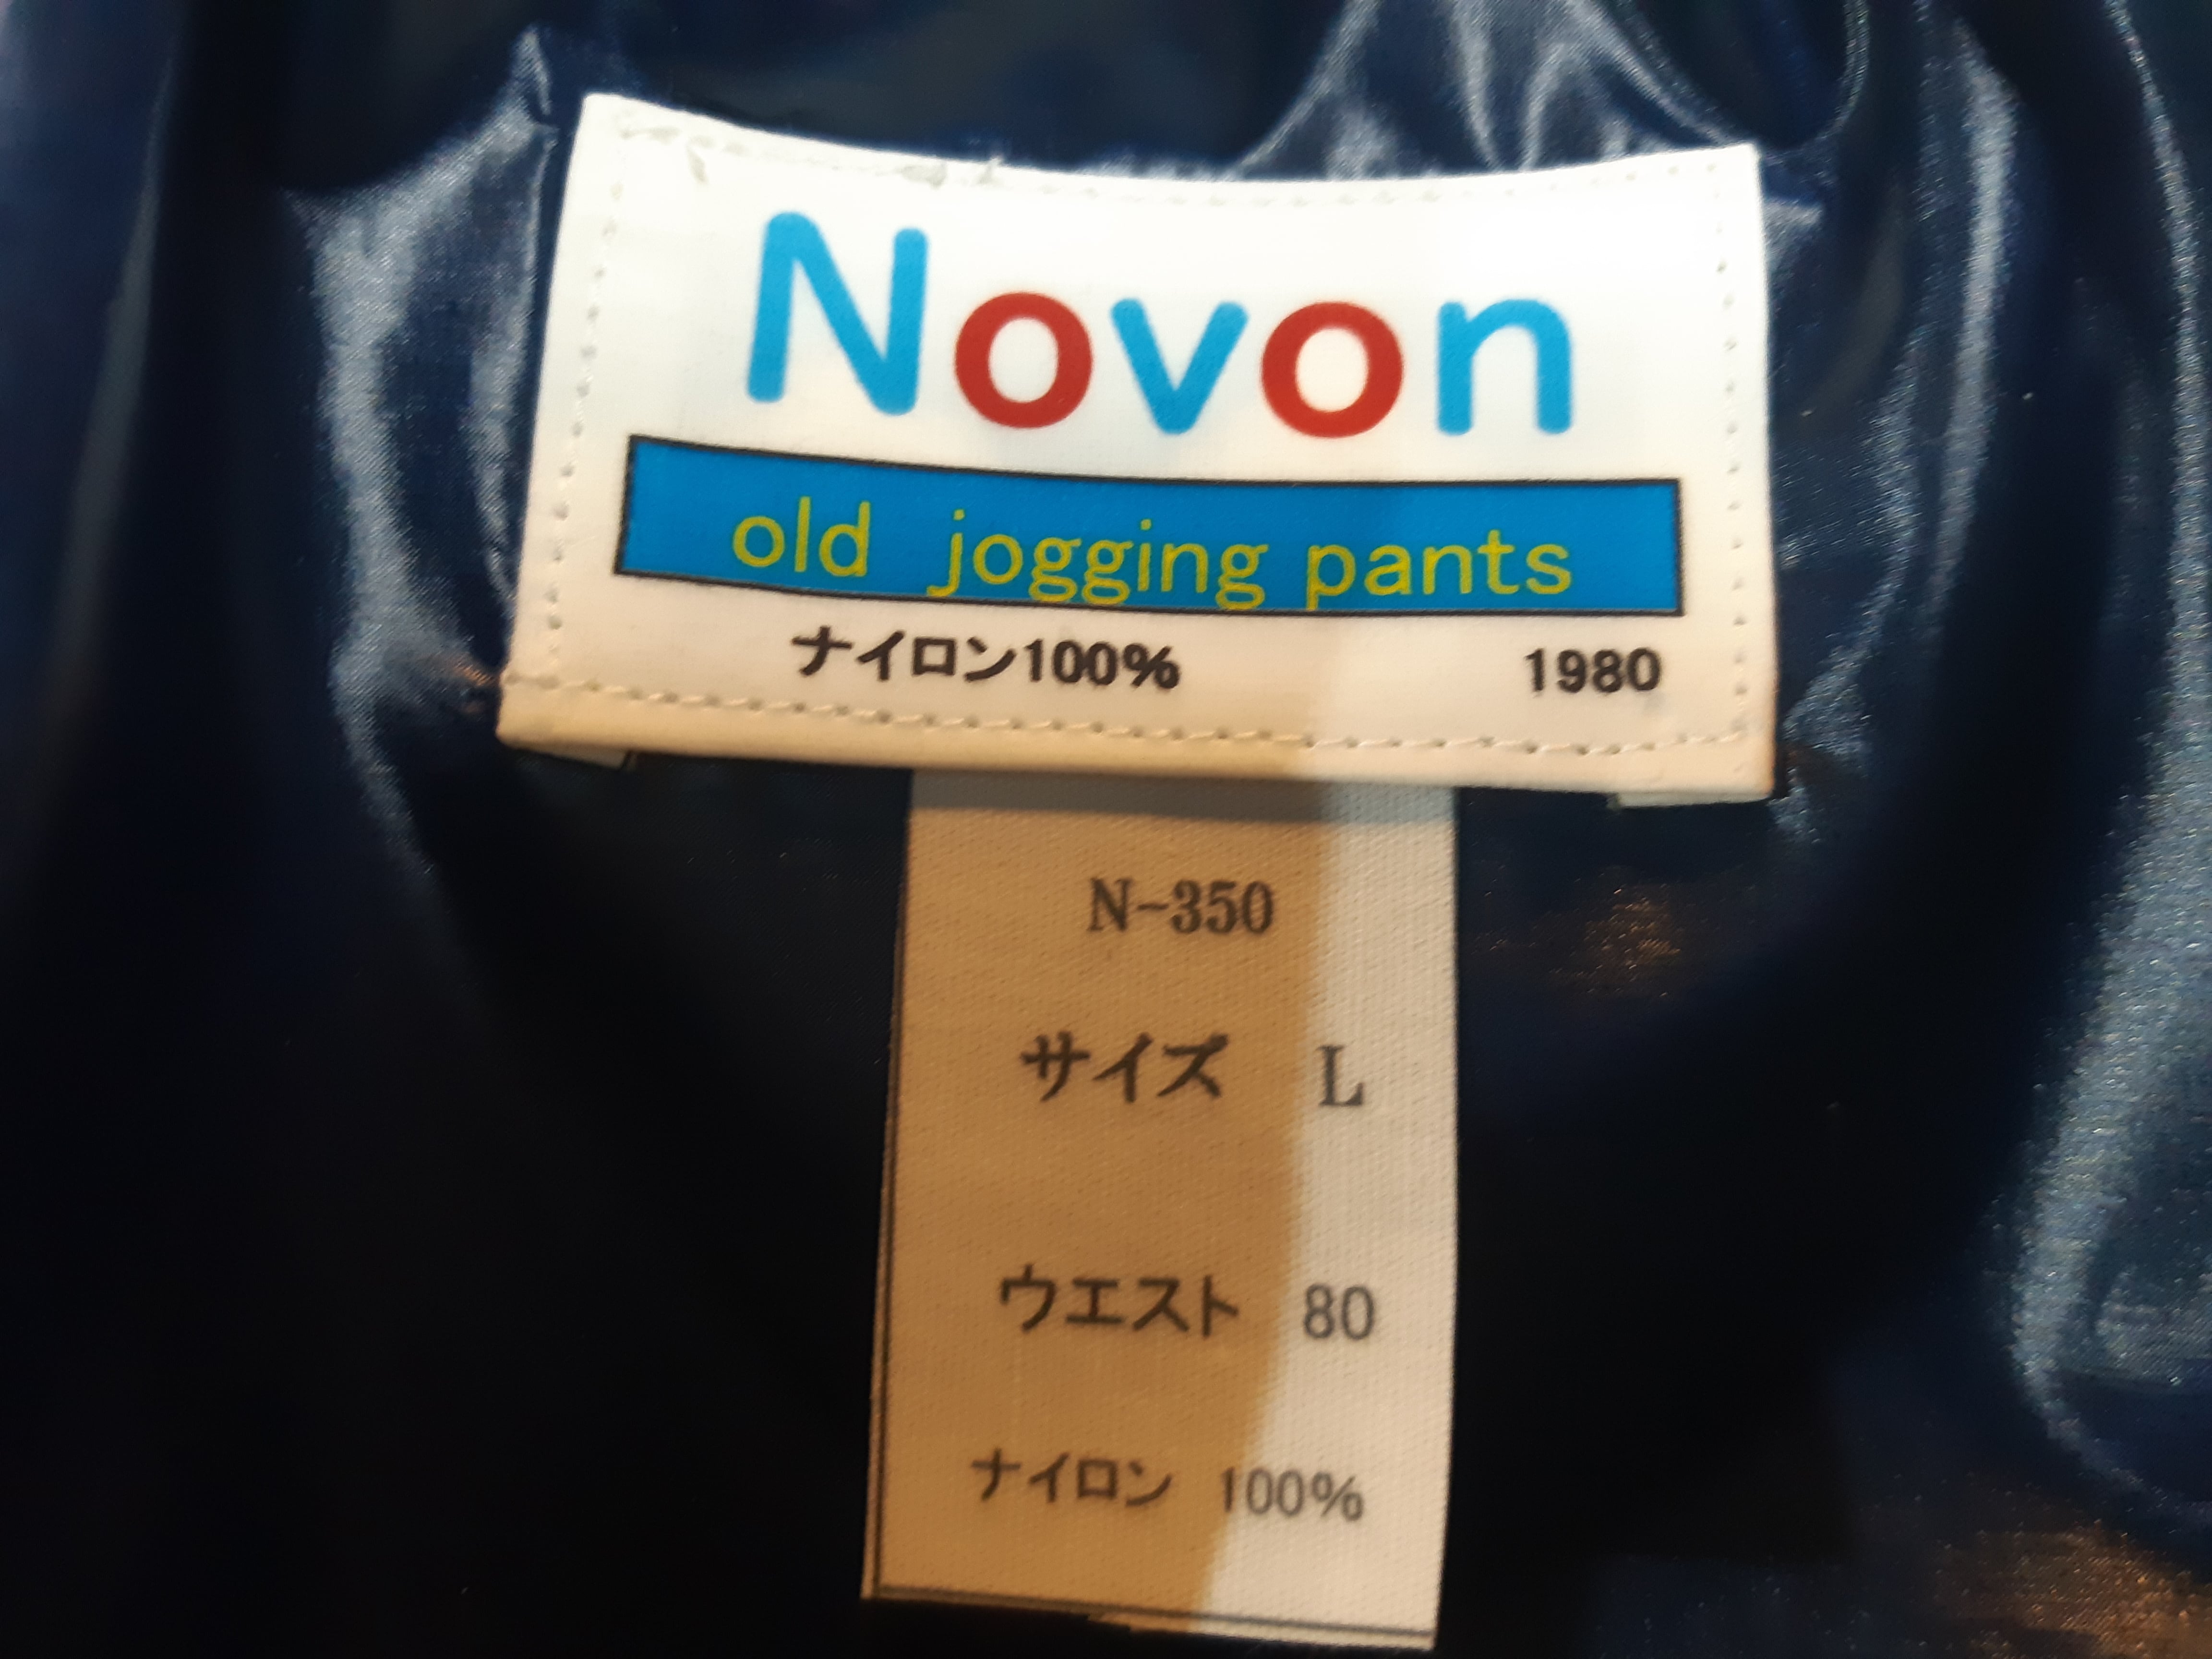 Novon
old jogging pants
ナイロン100% 1980
N-350
サイズ L
ウエスト 80
ナイロン 100%